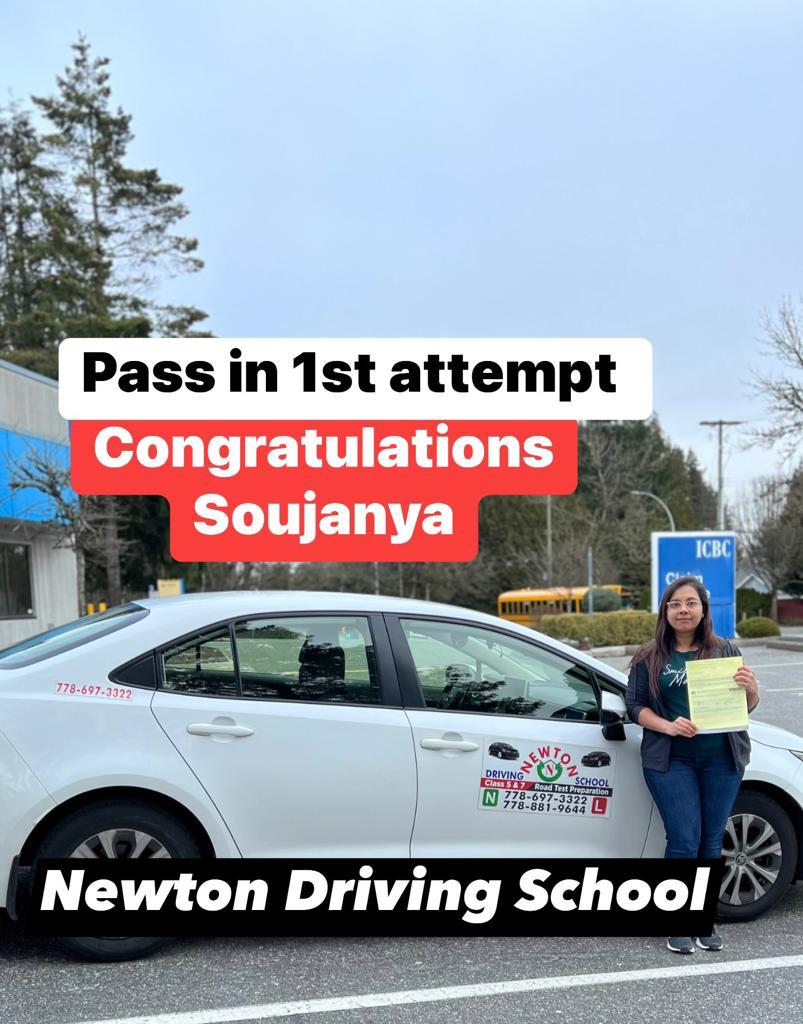 Pass in 1st attempt
Congratulations
Soujanya
ICBC
Claim
778-697-3322
NEWTON
DRIVING N SCHOOL
Class 5 & 7 Road Test Preparation
N 778-697-3322 L
778-881-9644
Newton Driving School